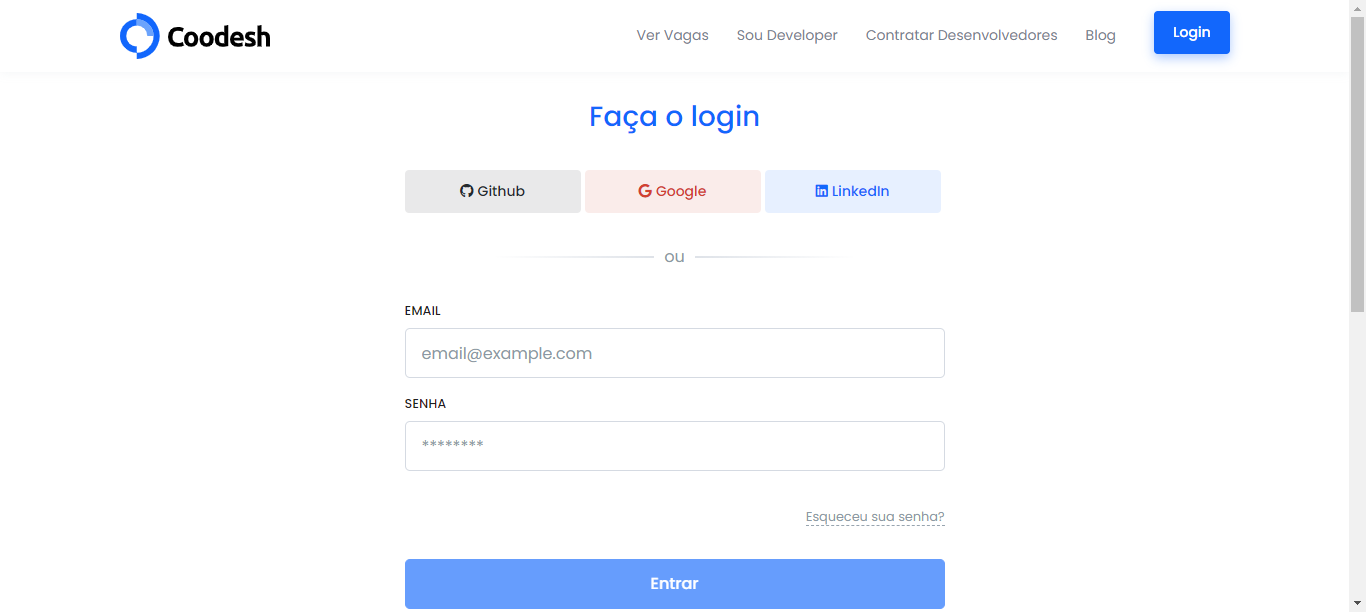 Coodesh
Ver Vagas Sou Developer Contratar Desenvolvedores Blog Login
Faça o login
Github Google LinkedIn
ou
EMAIL
email@example.com
SENHA
********
Esqueceu sua senha?
Entrar